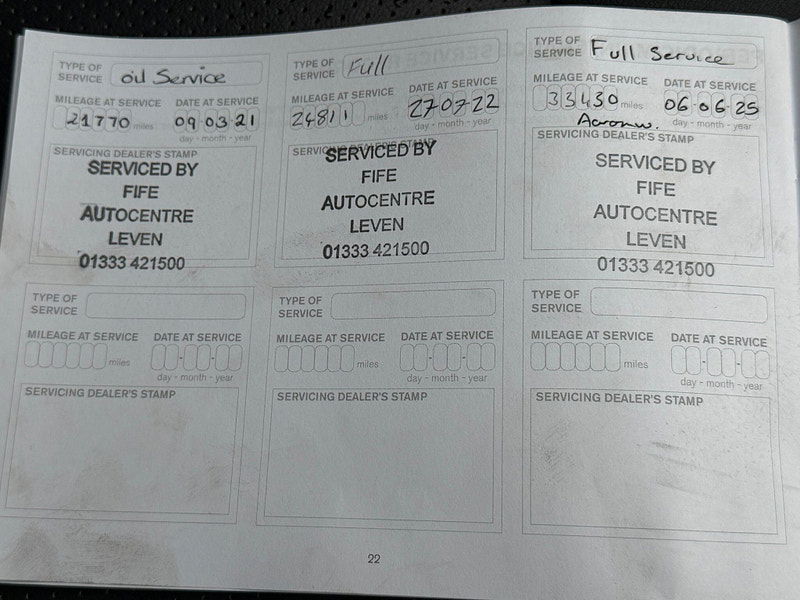 TYPE OF SERVICE oil Service
MILEAGE AT SERVICE DATE AT SERVICE
21770 miles 09 03 21
day - month - year
SERVICING DEALER'S STAMP
SERVICED BY
FIFE
AUTOCENTRE
LEVEN
01333 421500
TYPE OF SERVICE Full
MILEAGE AT SERVICE DATE AT SERVICE
24811 miles 27 07 22
day - month - year
SERVICING DEALER'S STAMP
SERVICED BY
FIFE
AUTOCENTRE
LEVEN
01333 421500
TYPE OF SERVICE Full Service
MILEAGE AT SERVICE DATE AT SERVICE
33430 miles 06 06 25
day - month - year
Aaron w.
SERVICING DEALER'S STAMP
SERVICED BY
FIFE
AUTOCENTRE
LEVEN
01333 421500
TYPE OF SERVICE
MILEAGE AT SERVICE DATE AT SERVICE
miles
day - month - year
SERVICING DEALER'S STAMP
TYPE OF SERVICE
MILEAGE AT SERVICE DATE AT SERVICE
miles
day - month - year
SERVICING DEALER'S STAMP
TYPE OF SERVICE
MILEAGE AT SERVICE DATE AT SERVICE
miles
day - month - year
SERVICING DEALER'S STAMP
22